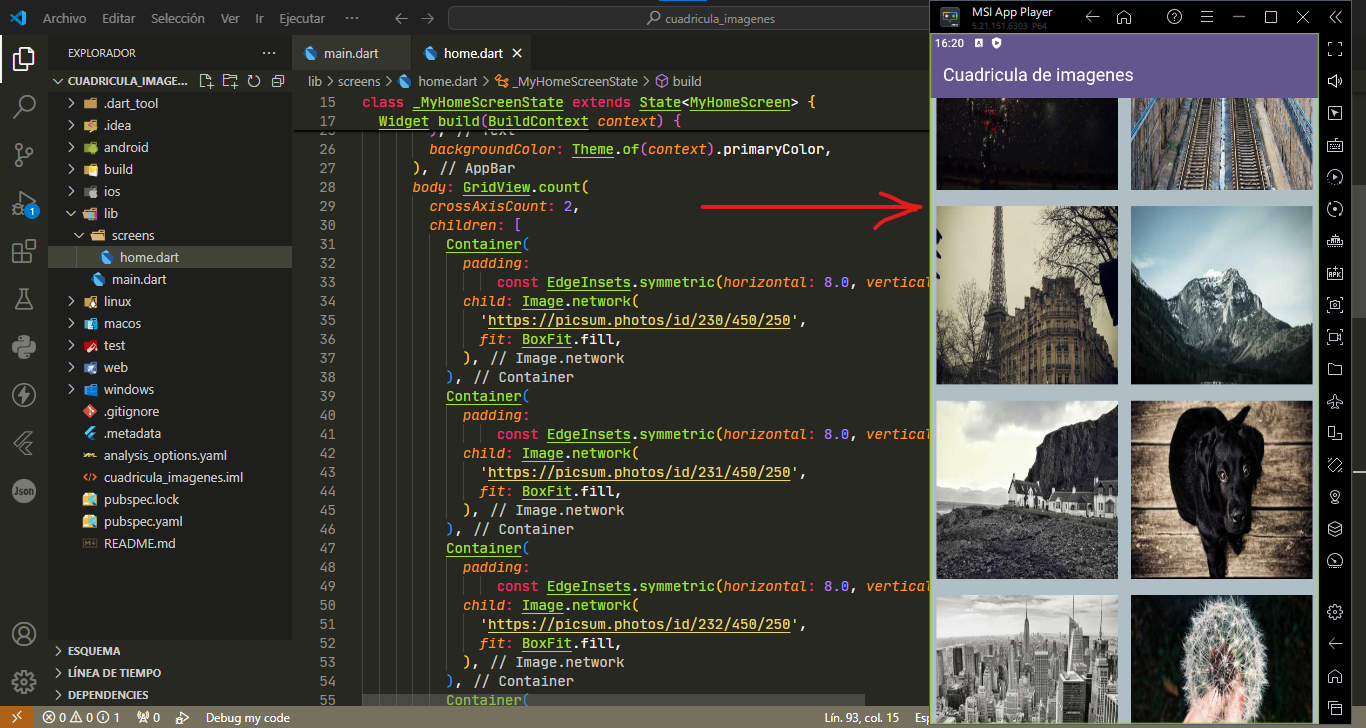 Archivo Editar Selección Ver Ir Ejecutar ··· cuadricula_imagenes
EXPLORADOR ···
CUADRICULA_IMAGE...
.dart_tool
.idea
android
build
ios
lib
screens
home.dart
main.dart
linux
macos
test
web
windows
.gitignore
.metadata
analysis_options.yaml
cuadricula_imagenes.iml
pubspec.lock
pubspec.yaml
README.md
ESQUEMA
LÍNEA DE TIEMPO
DEPENDENCIES
1
Json
main.dart home.dart
lib > screens > home.dart > _MyHomeScreenState > build
15 class _MyHomeScreenState extends State<MyHomeScreen> {
17 Widget build(BuildContext context) {
25 ), // Text
26 backgroundColor: Theme.of(context).primaryColor,
27 ), // AppBar
28 body: GridView.count(
29 crossAxisCount: 2,
30 children: [
31 Container(
32 padding:
33 const EdgeInsets.symmetric(horizontal: 8.0, vertical
34 child: Image.network(
35 'https://picsum.photos/id/230/450/250',
36 fit: BoxFit.fill,
37 ), // Image.network
38 ), // Container
39 Container(
40 padding:
41 const EdgeInsets.symmetric(horizontal: 8.0, vertical
42 child: Image.network(
43 'https://picsum.photos/id/231/450/250',
44 fit: BoxFit.fill,
45 ), // Image.network
46 ), // Container
47 Container(
48 padding:
49 const EdgeInsets.symmetric(horizontal: 8.0, vertical
50 child: Image.network(
51 'https://picsum.photos/id/232/450/250',
52 fit: BoxFit.fill,
53 ), // Image.network
54 ), // Container
55 Container(
0 0 1 0 Debug my code Lín. 93, col. 15 Esp
MSI App Player
5.21.151.6303 P64
16:20 A
Cuadricula de imagenes
APK